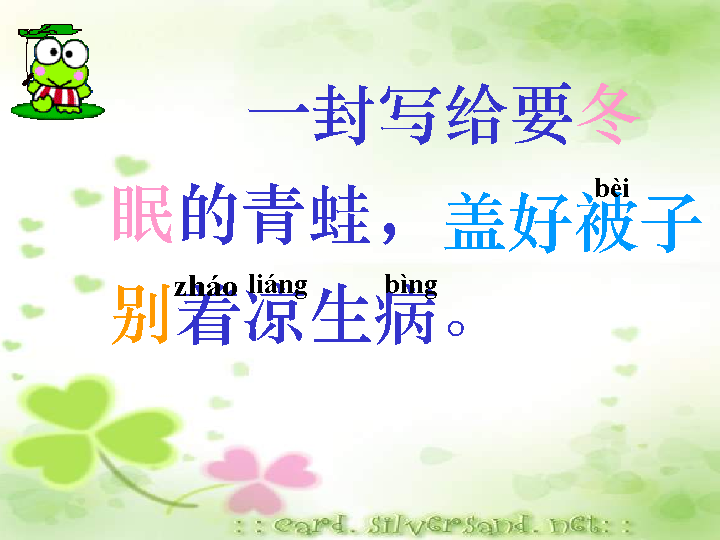 一封写给要冬
bèi
眠的青蛙，盖好被子
zháo liáng bìng
别着凉生病。
::card.silversand.net::